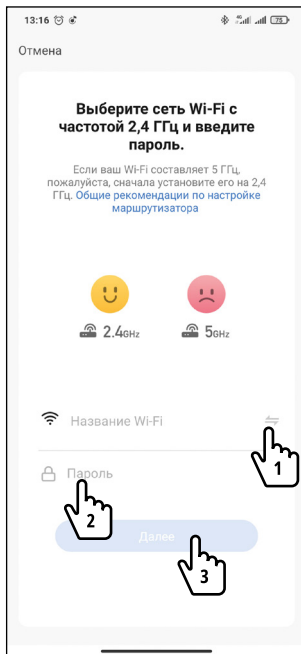 13:16
4G
75
Отмена
Выберите сеть Wi-Fi с
частотой 2,4 ГГц и введите
пароль.
Если ваш Wi-Fi составляет 5 ГГц,
пожалуйста, сначала установите его на 2,4
ГГц. Общие рекомендации по настройке
маршрутизатора
2.4GHz 5GHz
Название Wi-Fi
1
Пароль
2
Далее
3